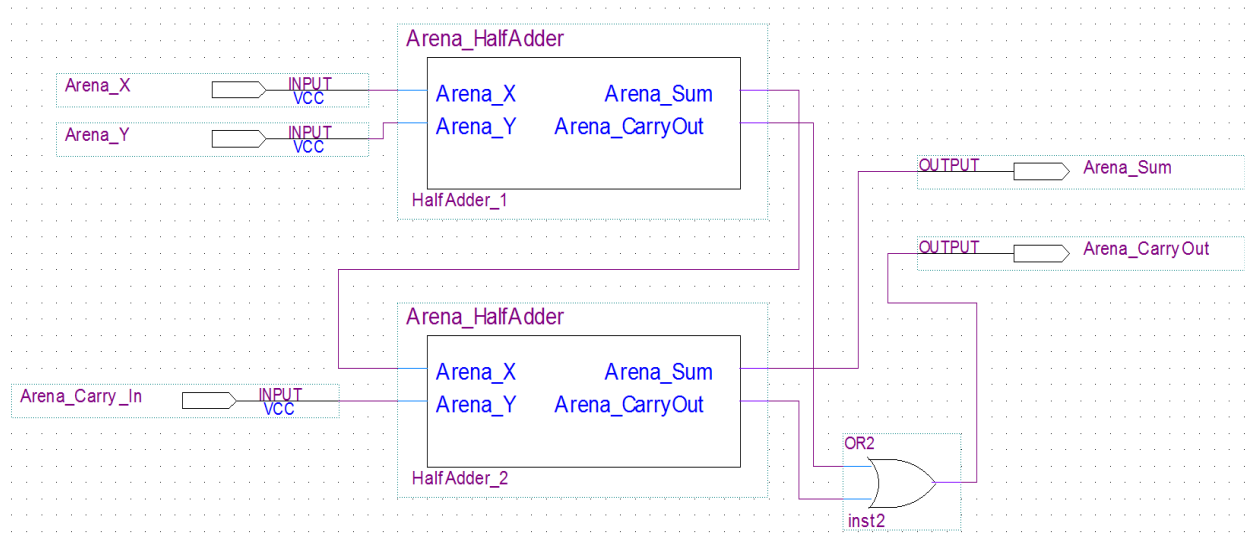 Arena_HalfAdder
Arena_X INPUT
VCC
Arena_X Arena_Sum
Arena_Y INPUT
VCC
Arena_Y Arena_CarryOut
HalfAdder_1
OUTPUT Arena_Sum
OUTPUT Arena_CarryOut
Arena_HalfAdder
Arena_X Arena_Sum
Arena_Carry_In INPUT
VCC
Arena_Y Arena_CarryOut
HalfAdder_2
OR2
inst2